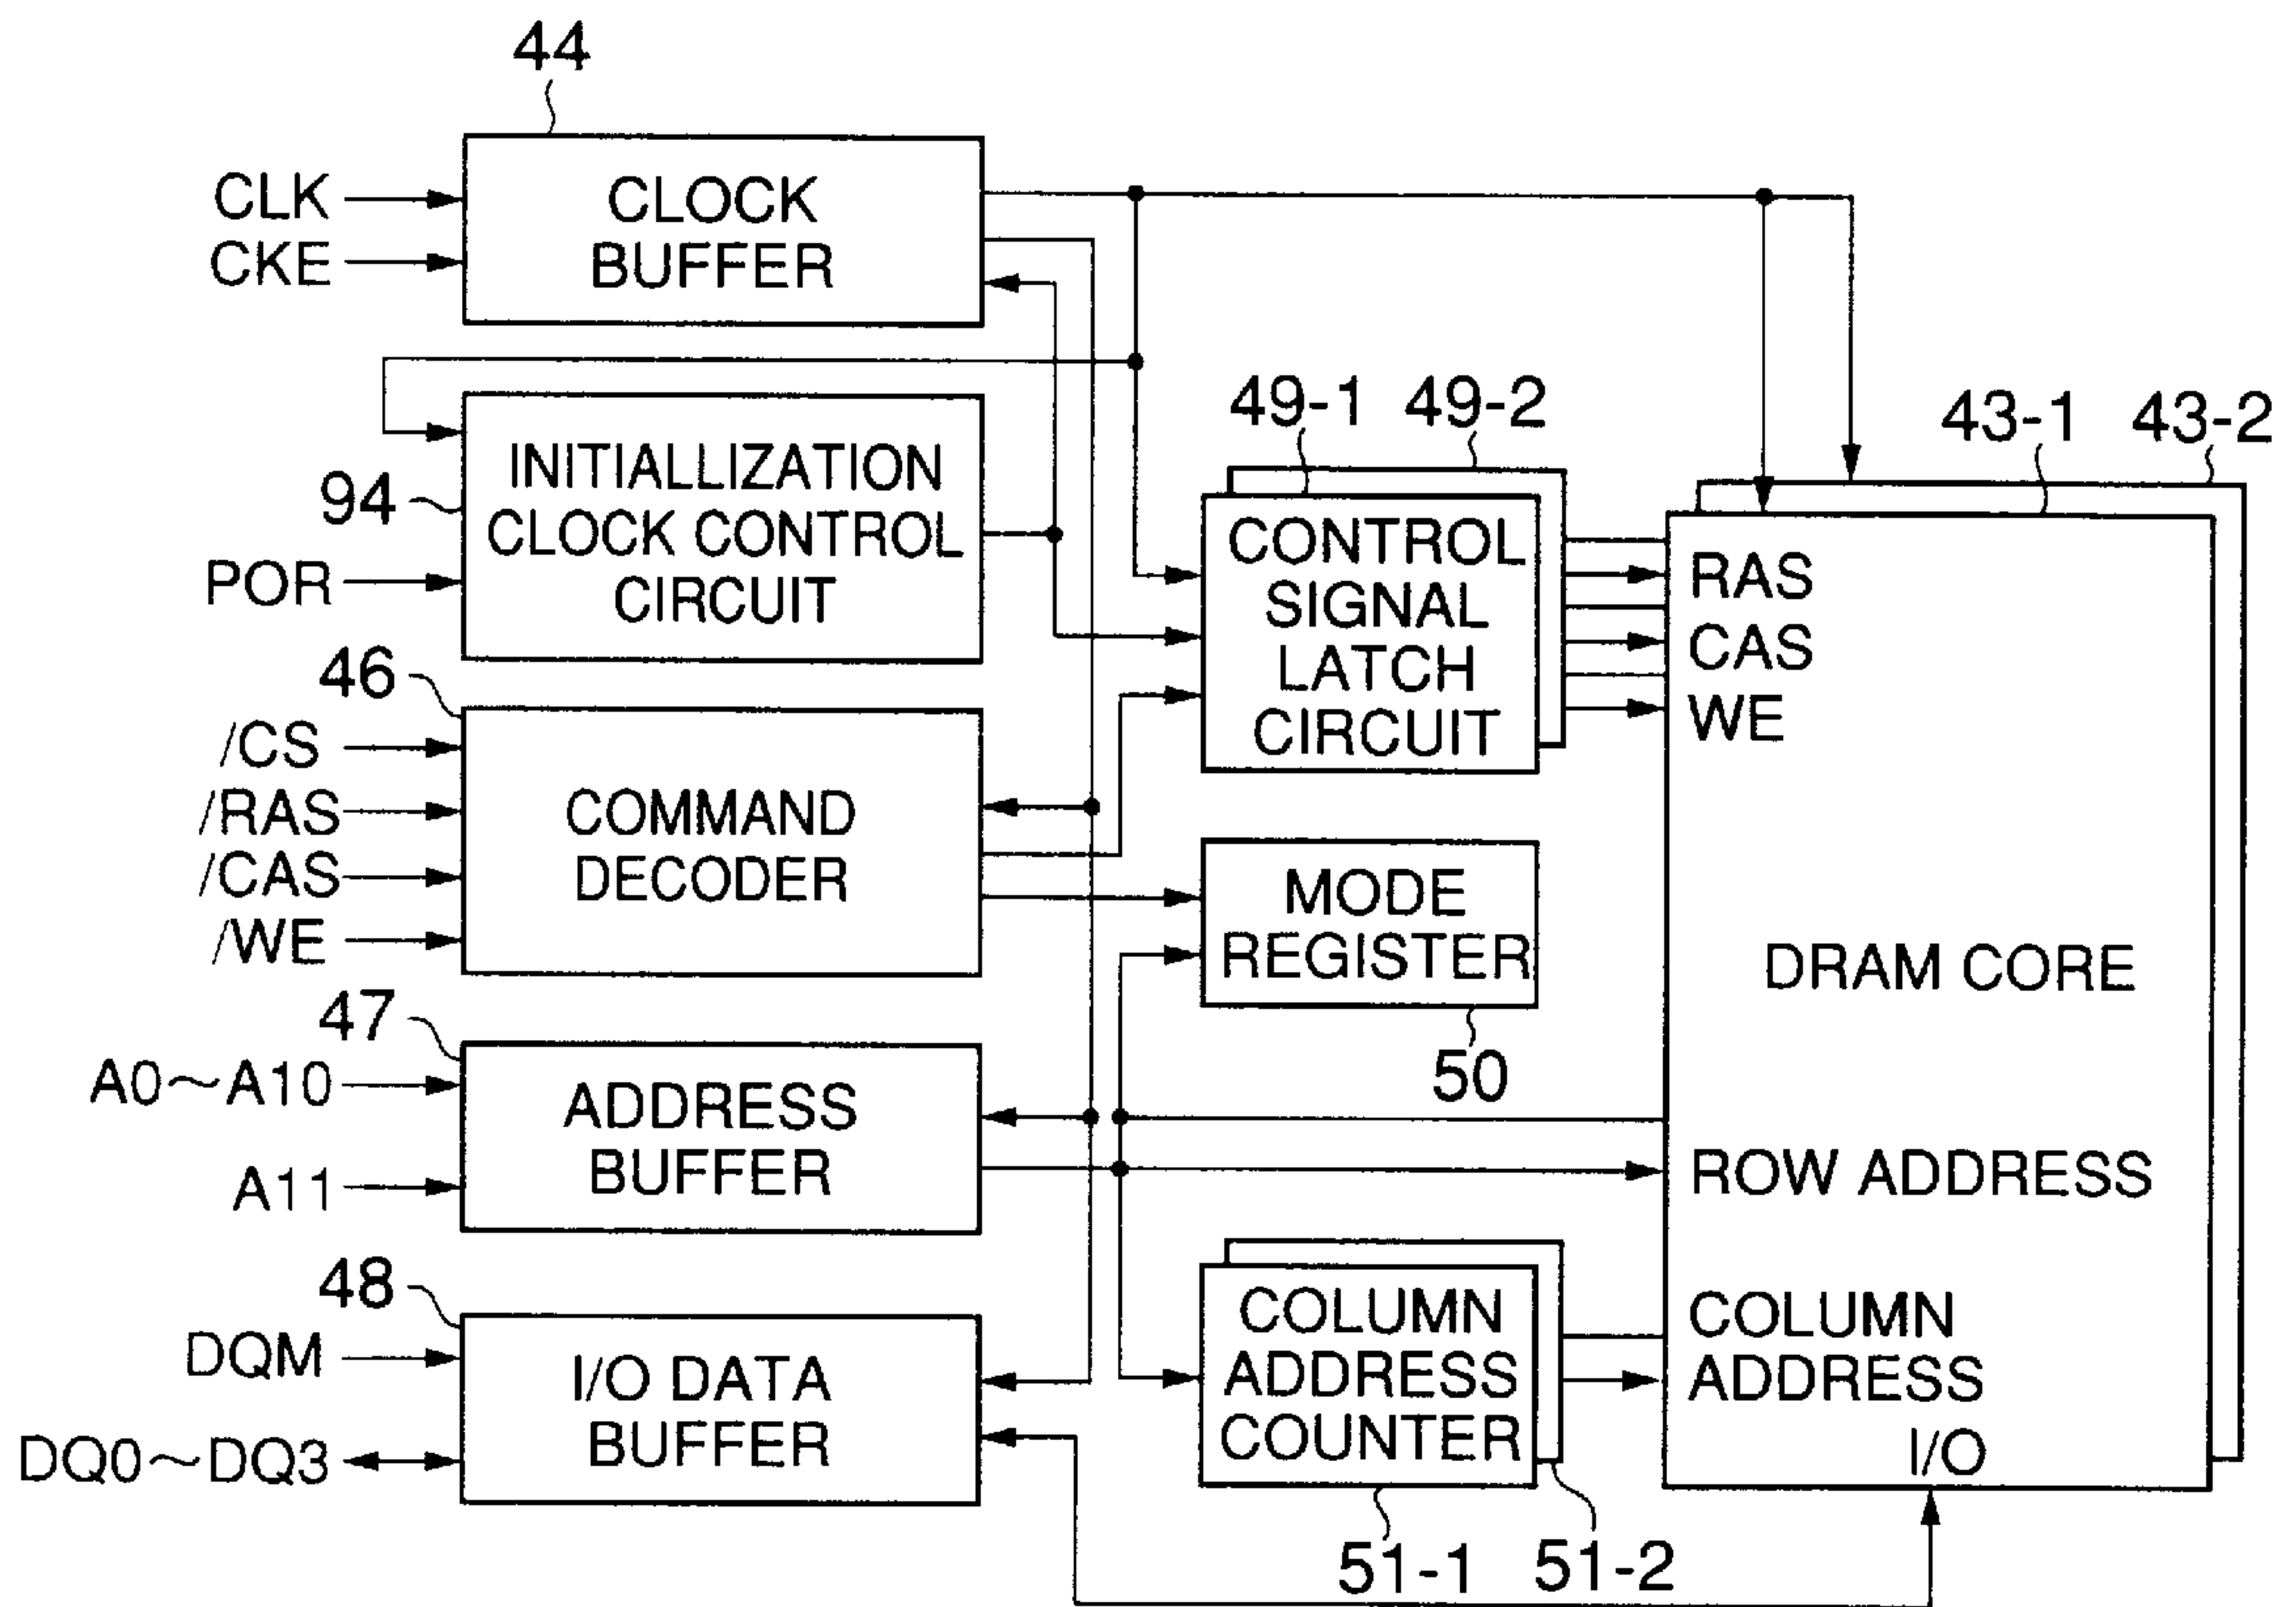 44
CLK
CKE
CLOCK
BUFFER
94
POR
INITIALLIZATION
CLOCK CONTROL
CIRCUIT
46
/CS
/RAS
/CAS
/WE
COMMAND
DECODER
47
A0~A10
A11
ADDRESS
BUFFER
48
DQM
DQ0~DQ3
I/O DATA
BUFFER
49-1
49-2
CONTROL
SIGNAL
LATCH
CIRCUIT
MODE
REGISTER
50
COLUMN
ADDRESS
COUNTER
51-1
51-2
43-1
43-2
RAS
CAS
WE
DRAM CORE
ROW ADDRESS
COLUMN
ADDRESS
I/O